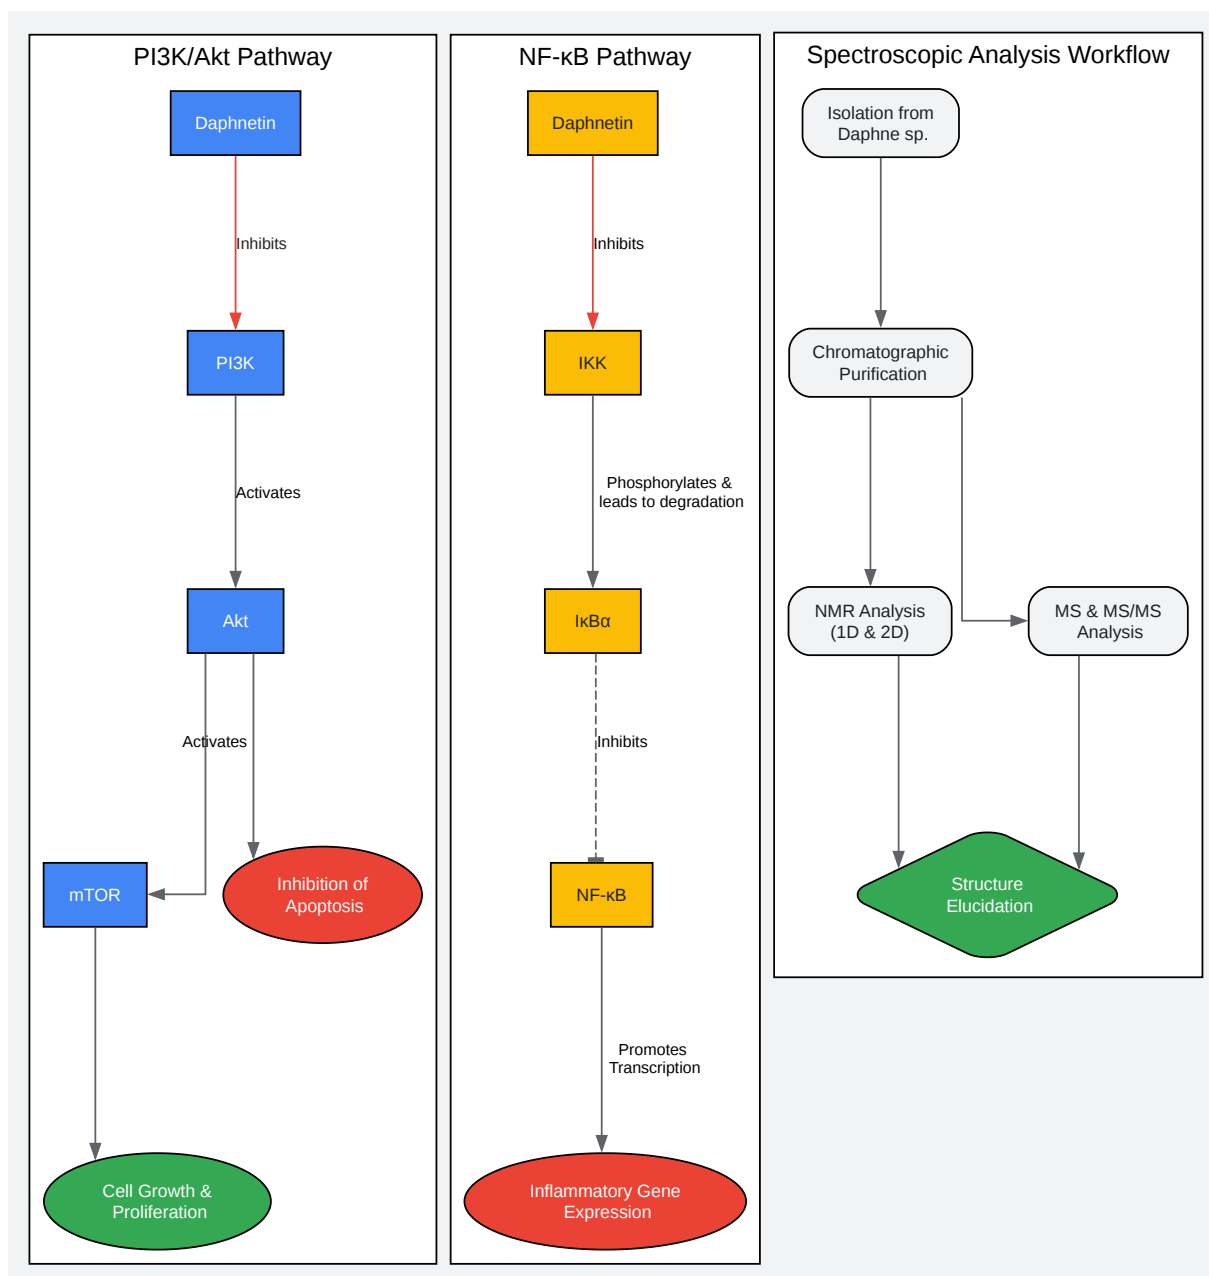 PI3K/Akt Pathway
Daphnetin
Inhibits
PI3K
Activates
Akt
Activates
mTOR
Inhibition of
Apoptosis
Cell Growth &
Proliferation
NF-κB Pathway
Daphnetin
Inhibits
IKK
Phosphorylates &
leads to degradation
IκBα
Inhibits
NF-κB
Promotes
Transcription
Inflammatory Gene
Expression
Spectroscopic Analysis Workflow
Isolation from
Daphne sp.
Chromatographic
Purification
NMR Analysis
(1D & 2D)
MS & MS/MS
Analysis
Structure
Elucidation